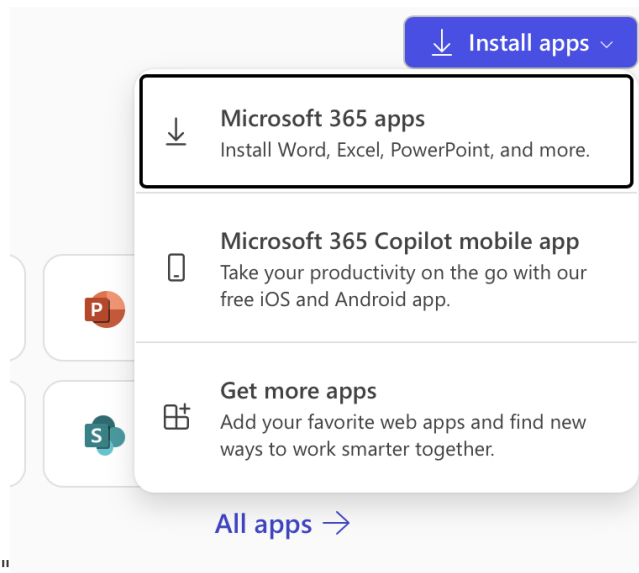 Install apps
Microsoft 365 apps
Install Word, Excel, PowerPoint, and more.
Microsoft 365 Copilot mobile app
Take your productivity on the go with our
free iOS and Android app.
P
Get more apps
Add your favorite web apps and find new
ways to work smarter together.
S
All apps
"